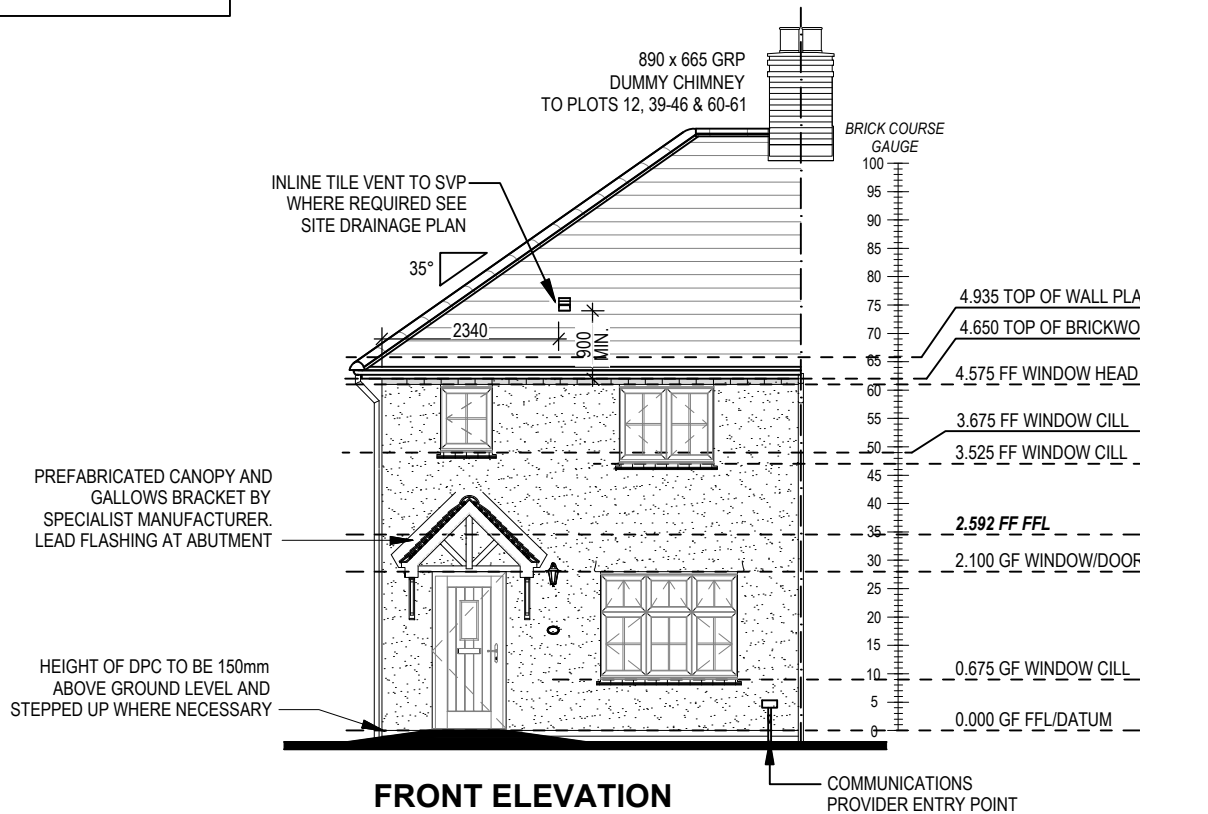 890 x 665 GRP
DUMMY CHIMNEY
TO PLOTS 12, 39-46 & 60-61
BRICK COURSE
GAUGE
100
95
90
85
80
75
70
65
60
55
50
45
40
35
30
25
20
15
10
5
0
INLINE TILE VENT TO SVP
WHERE REQUIRED SEE
SITE DRAINAGE PLAN
35°
2340
900
MIN.
4.935 TOP OF WALL PLA
4.650 TOP OF BRICKWO
4.575 FF WINDOW HEAD
3.675 FF WINDOW CILL
3.525 FF WINDOW CILL
2.592 FF FFL
2.100 GF WINDOW/DOOR
0.675 GF WINDOW CILL
0.000 GF FFL/DATUM
PREFABRICATED CANOPY AND
GALLOWS BRACKET BY
SPECIALIST MANUFACTURER.
LEAD FLASHING AT ABUTMENT
HEIGHT OF DPC TO BE 150mm
ABOVE GROUND LEVEL AND
STEPPED UP WHERE NECESSARY
COMMUNICATIONS
PROVIDER ENTRY POINT
FRONT ELEVATION